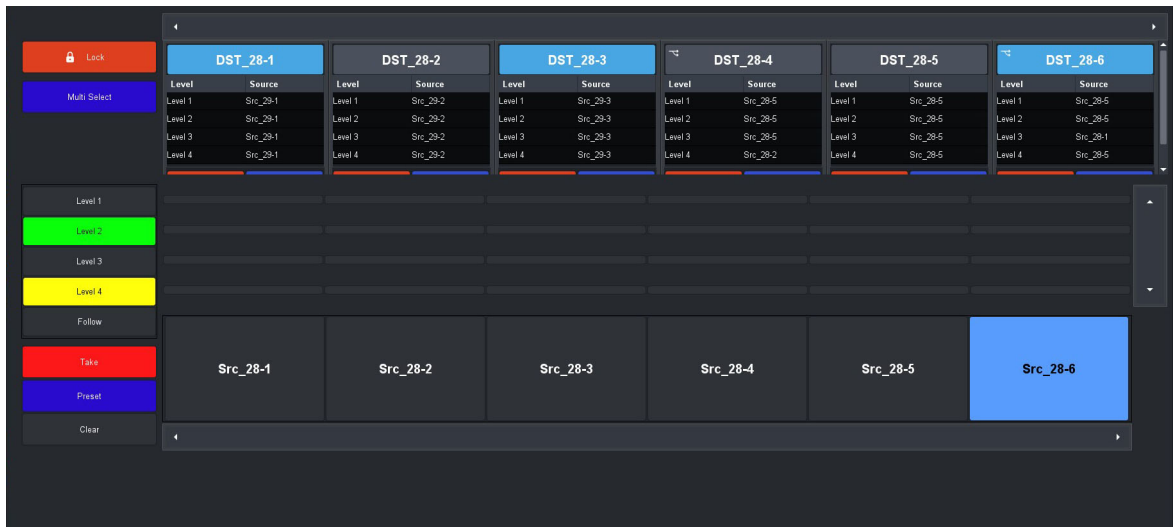 Lock
Multi Select
DST_28-1 DST_28-2 DST_28-3 DST_28-4 DST_28-5 DST_28-6
Level Source Level Source Level Source Level Source Level Source Level Source
Level 1 Src_29-1 Level 1 Src_29-2 Level 1 Src_29-3 Level 1 Src_28-5 Level 1 Src_28-5 Level 1 Src_28-5
Level 2 Src_29-1 Level 2 Src_29-2 Level 2 Src_29-3 Level 2 Src_28-5 Level 2 Src_28-5 Level 2 Src_28-5
Level 3 Src_29-1 Level 3 Src_29-2 Level 3 Src_29-3 Level 3 Src_28-5 Level 3 Src_28-5 Level 3 Src_28-1
Level 4 Src_29-1 Level 4 Src_29-2 Level 4 Src_29-3 Level 4 Src_28-2 Level 4 Src_28-5 Level 4 Src_28-5
Level 1
Level 2
Level 3
Level 4
Follow
Take
Preset
Clear
Src_28-1 Src_28-2 Src_28-3 Src_28-4 Src_28-5 Src_28-6